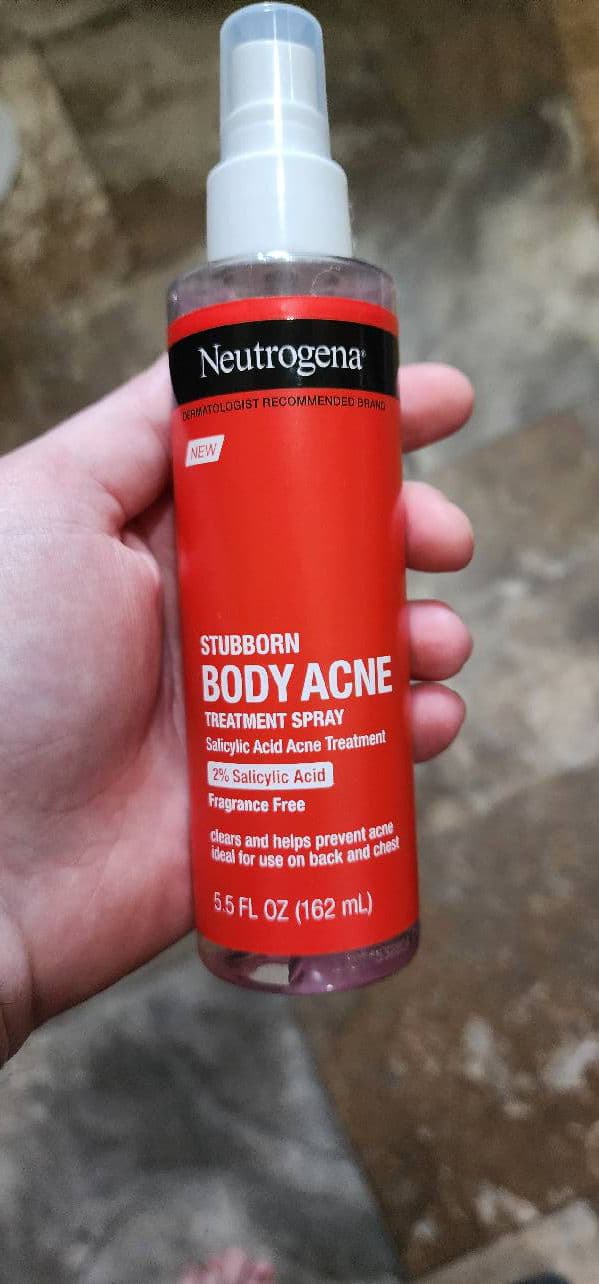 Neutrogena®
DERMATOLOGIST RECOMMENDED BRAND
NEW
STUBBORN
BODY ACNE
TREATMENT SPRAY
Salicylic Acid Acne Treatment
2% Salicylic Acid
Fragrance Free
clears and helps prevent acne
ideal for use on back and chest
5.5 FL OZ (162 mL)